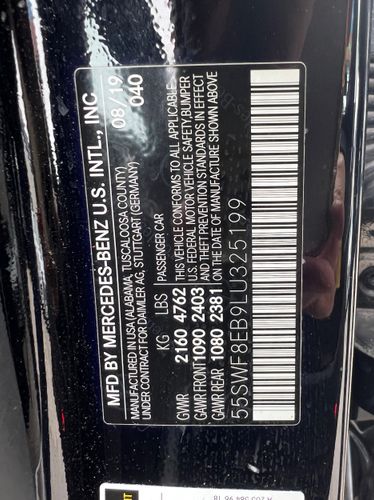 MFD BY MERCEDES-BENZ U.S. INTL., INC
MANUFACTURED IN USA (ALABAMA, TUSCALOOSA COUNTY)
CONSTRUCTED FOR DAIMLER AG, STUTTGART (GERMANY)
08/19
040
KG LBS PASSENGER CAR
GVWR 2160 4762 THIS VEHICLE CONFORMS TO ALL APPLICABLE
GAWR FRONT 1090 2403 U.S. FEDERAL MOTOR VEHICLE SAFETY, BUMPER
GAWR REAR 1080 2381 AND THEFT PREVENTION STANDARDS IN EFFECT
ON THE DATE OF MANUFACTURE SHOWN ABOVE
55SWF8EB9LU325199